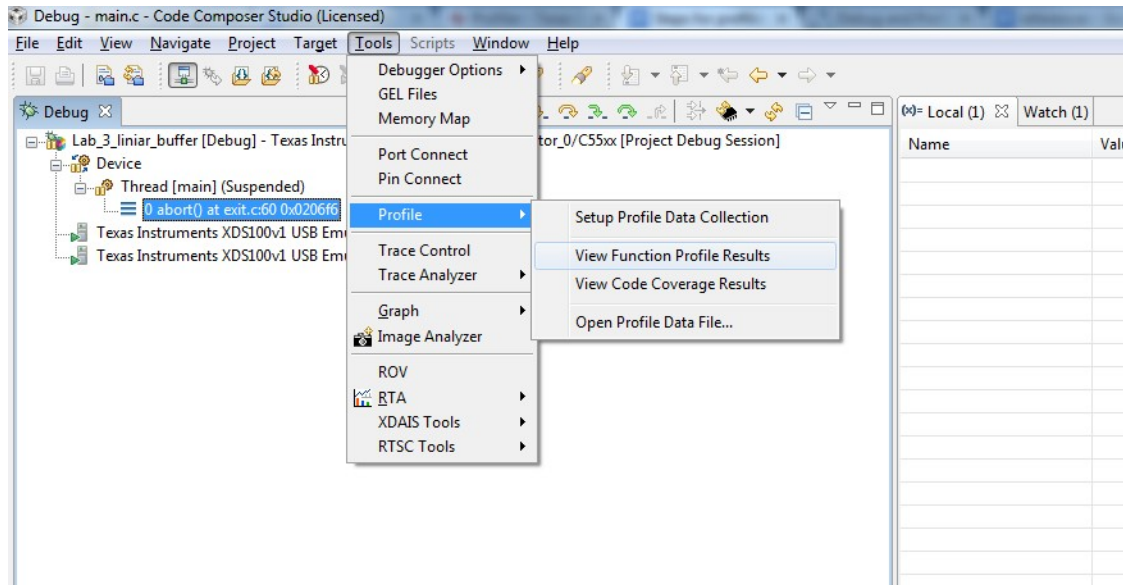 Debug - main.c - Code Composer Studio (Licensed)
File Edit View Navigate Project Target Tools Scripts Window Help
Debug
Lab_3_liniar_buffer [Debug] - Texas Instru
tor_0/C55xx [Project Debug Session]
Device
Thread [main] (Suspended)
0 abort() at exit.c:60 0x0206f6
Texas Instruments XDS100v1 USB Em
Texas Instruments XDS100v1 USB Em
Debugger Options
GEL Files
Memory Map
Port Connect
Pin Connect
Profile
Trace Control
Trace Analyzer
Graph
Image Analyzer
ROV
RTA
XDAIS Tools
RTSC Tools
Setup Profile Data Collection
View Function Profile Results
View Code Coverage Results
Open Profile Data File...
(x)= Local (1) Watch (1)
Name Val